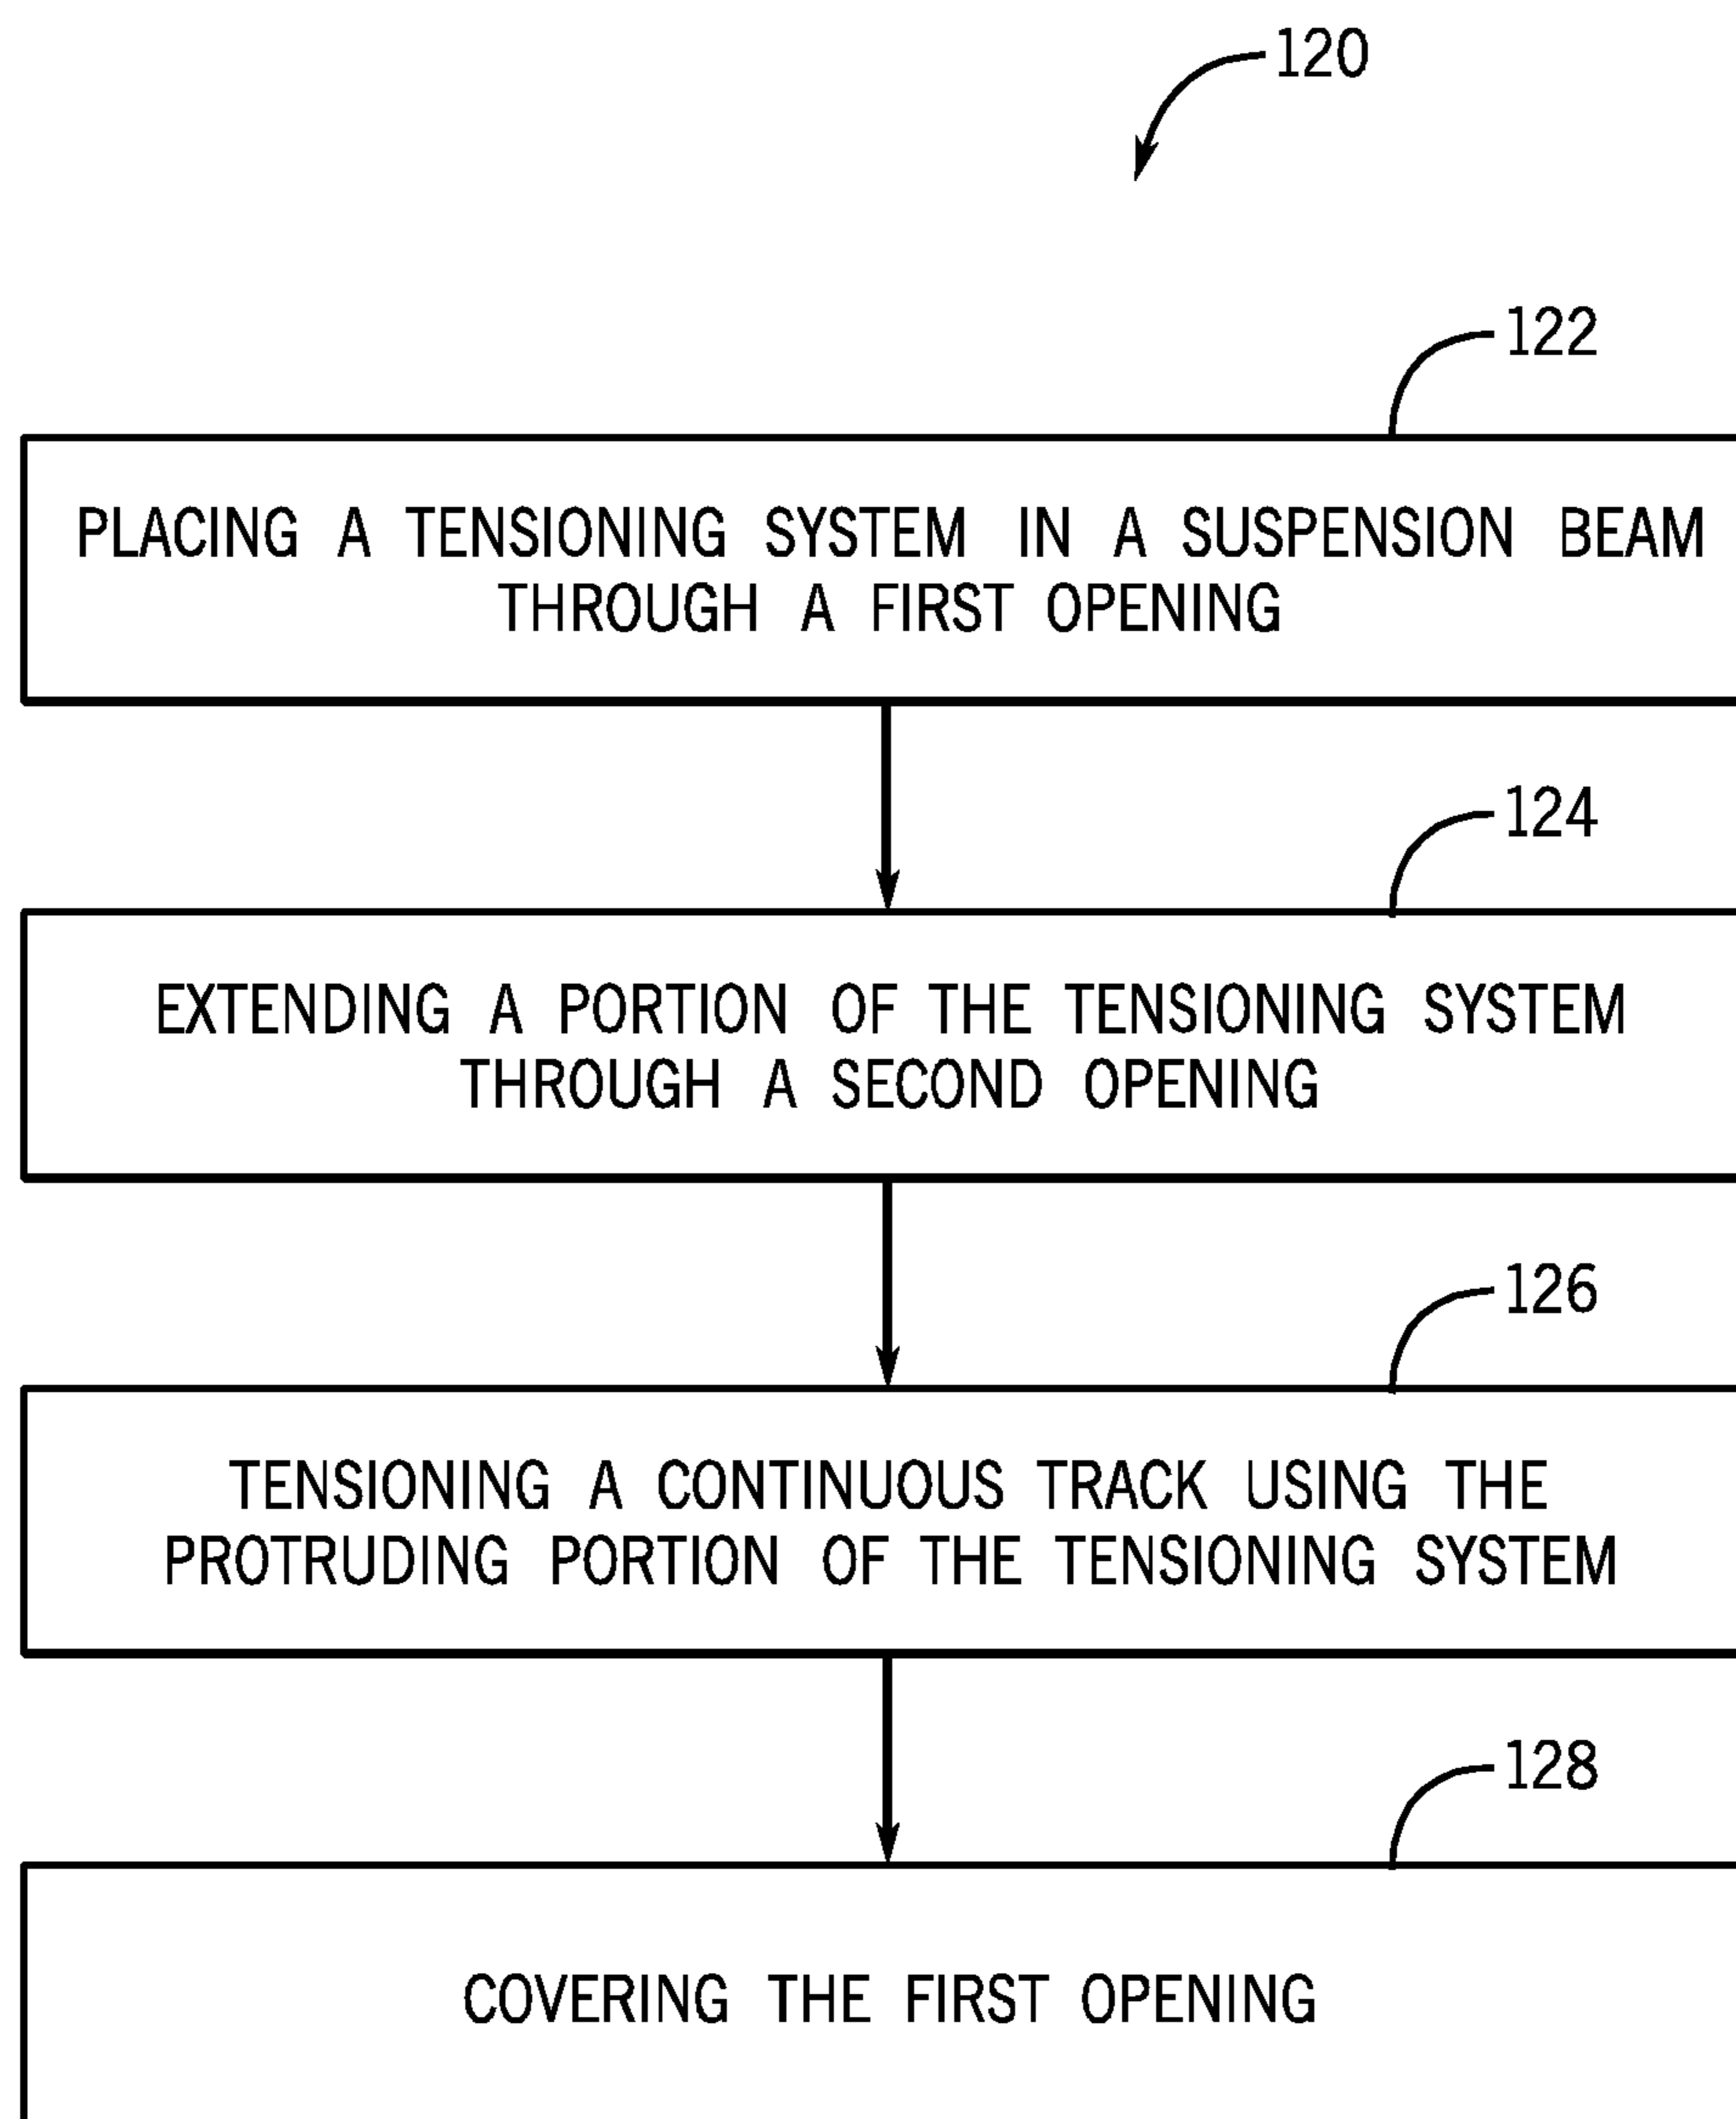 120
122
PLACING A TENSIONING SYSTEM IN A SUSPENSION BEAM
THROUGH A FIRST OPENING
124
EXTENDING A PORTION OF THE TENSIONING SYSTEM
THROUGH A SECOND OPENING
126
TENSIONING A CONTINUOUS TRACK USING THE
PROTRUDING PORTION OF THE TENSIONING SYSTEM
128
COVERING THE FIRST OPENING